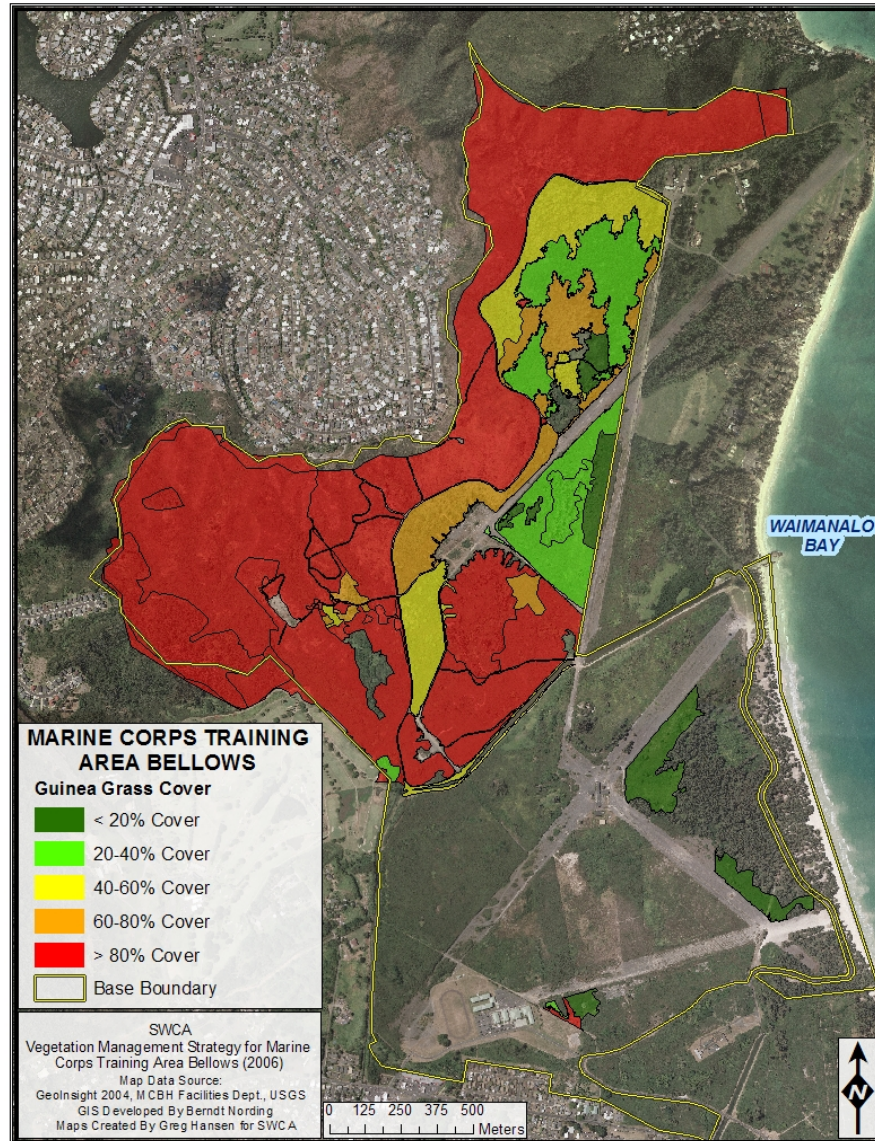 WAIMANALO
BAY
MARINE CORPS TRAINING
AREA BELLOWS
Guinea Grass Cover
< 20% Cover
20-40% Cover
40-60% Cover
60-80% Cover
> 80% Cover
Base Boundary
SWCA
Vegetation Management Strategy for Marine
Corps Training Area Bellows (2006)
Map Data Source:
GeoInsight 2004, MCBH Facilities Dept., USGS
GIS Developed By Berndt Nording
Maps Created By Greg Hansen for SWCA
0 125 250 375 500
Meters
N